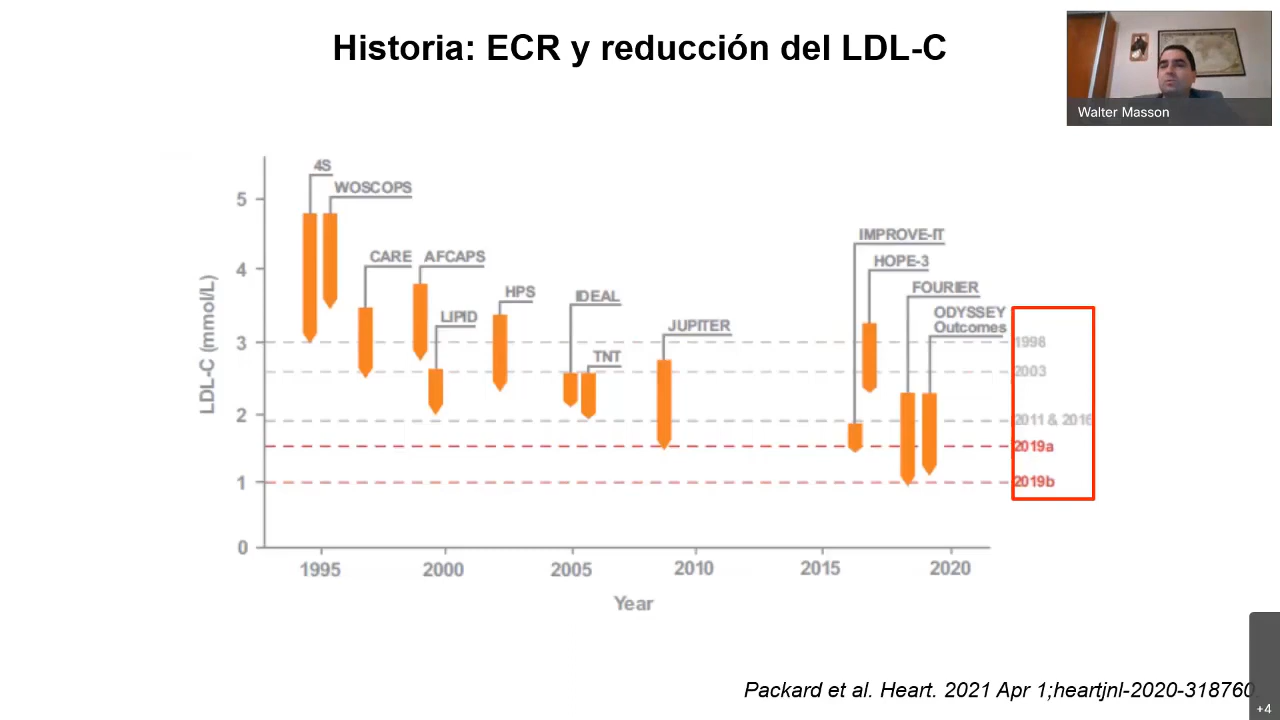 Historia: ECR y reducción del LDL-C
Walter Masson
4S
WOSCOPS
CARE
AFCAPS
LIPID
HPS
IDEAL
TNT
JUPITER
IMPROVE-IT
HOPE-3
FOURIER
ODYSSEY
Outcomes
LDL-C (mmol/L)
5
4
3
2
1
0
1998
2003
2011 & 2016
2019a
2019b
1995
2000
2005
2010
2015
2020
Year
Packard et al. Heart. 2021 Apr 1;heartjnl-2020-318760.
+4